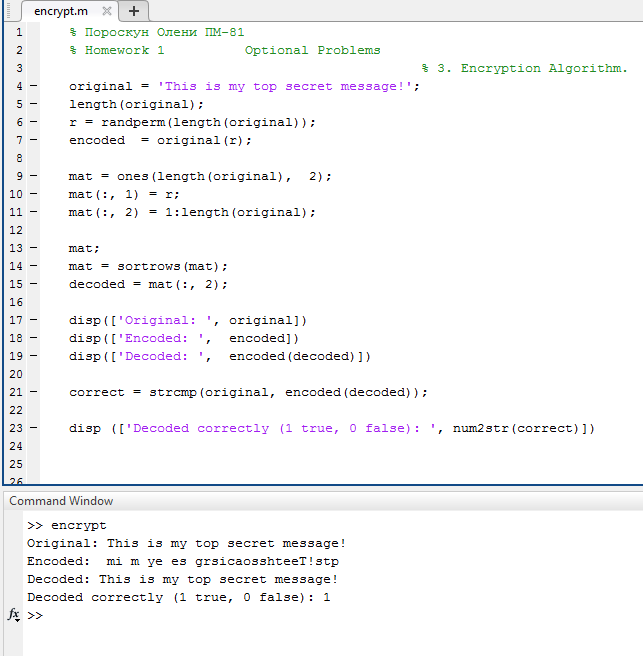 encrypt.m × +
1 % Пороскун Олени ПМ-81
2 % Homework 1 Optional Problems
3 % 3. Encryption Algorithm.
4 – original = 'This is my top secret message!';
5 – length(original);
6 – r = randperm(length(original));
7 – encoded = original(r);
8
9 – mat = ones(length(original), 2);
10 – mat(:, 1) = r;
11 – mat(:, 2) = 1:length(original);
12
13 – mat;
14 – mat = sortrows(mat);
15 – decoded = mat(:, 2);
16
17 – disp(['Original: ', original])
18 – disp(['Encoded: ', encoded])
19 – disp(['Decoded: ', encoded(decoded)])
20
21 – correct = strcmp(original, encoded(decoded));
22
23 – disp (['Decoded correctly (1 true, 0 false): ', num2str(correct)])
24
25
26
Command Window
>> encrypt
Original: This is my top secret message!
Encoded:  mi m ye es grsicaosshteeT!stp
Decoded: This is my top secret message!
Decoded correctly (1 true, 0 false): 1
fx >>